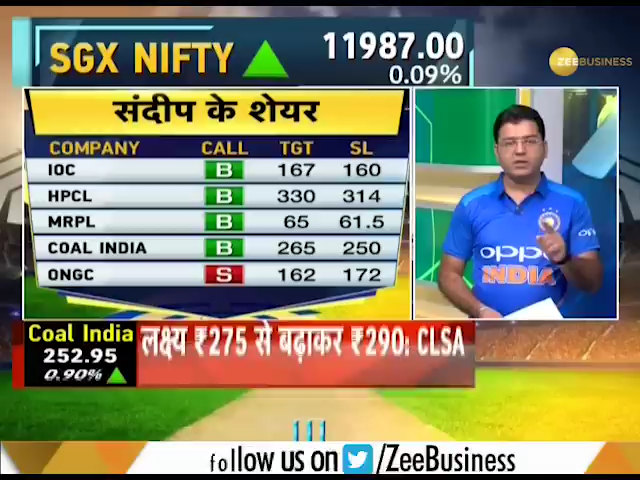 SGX NIFTY 11987.00
0.09%
ZEEBUSINESS
संदीप के शेयर
COMPANY CALL TGT SL
IOC B 167 160
HPCL B 330 314
MRPL B 65 61.5
COAL INDIA B 265 250
ONGC S 162 172
oppo
INDIA
Coal India
252.95
0.90%
लक्ष्य ₹275 से बढ़ाकर ₹290: CLSA
follow us on /ZeeBusiness